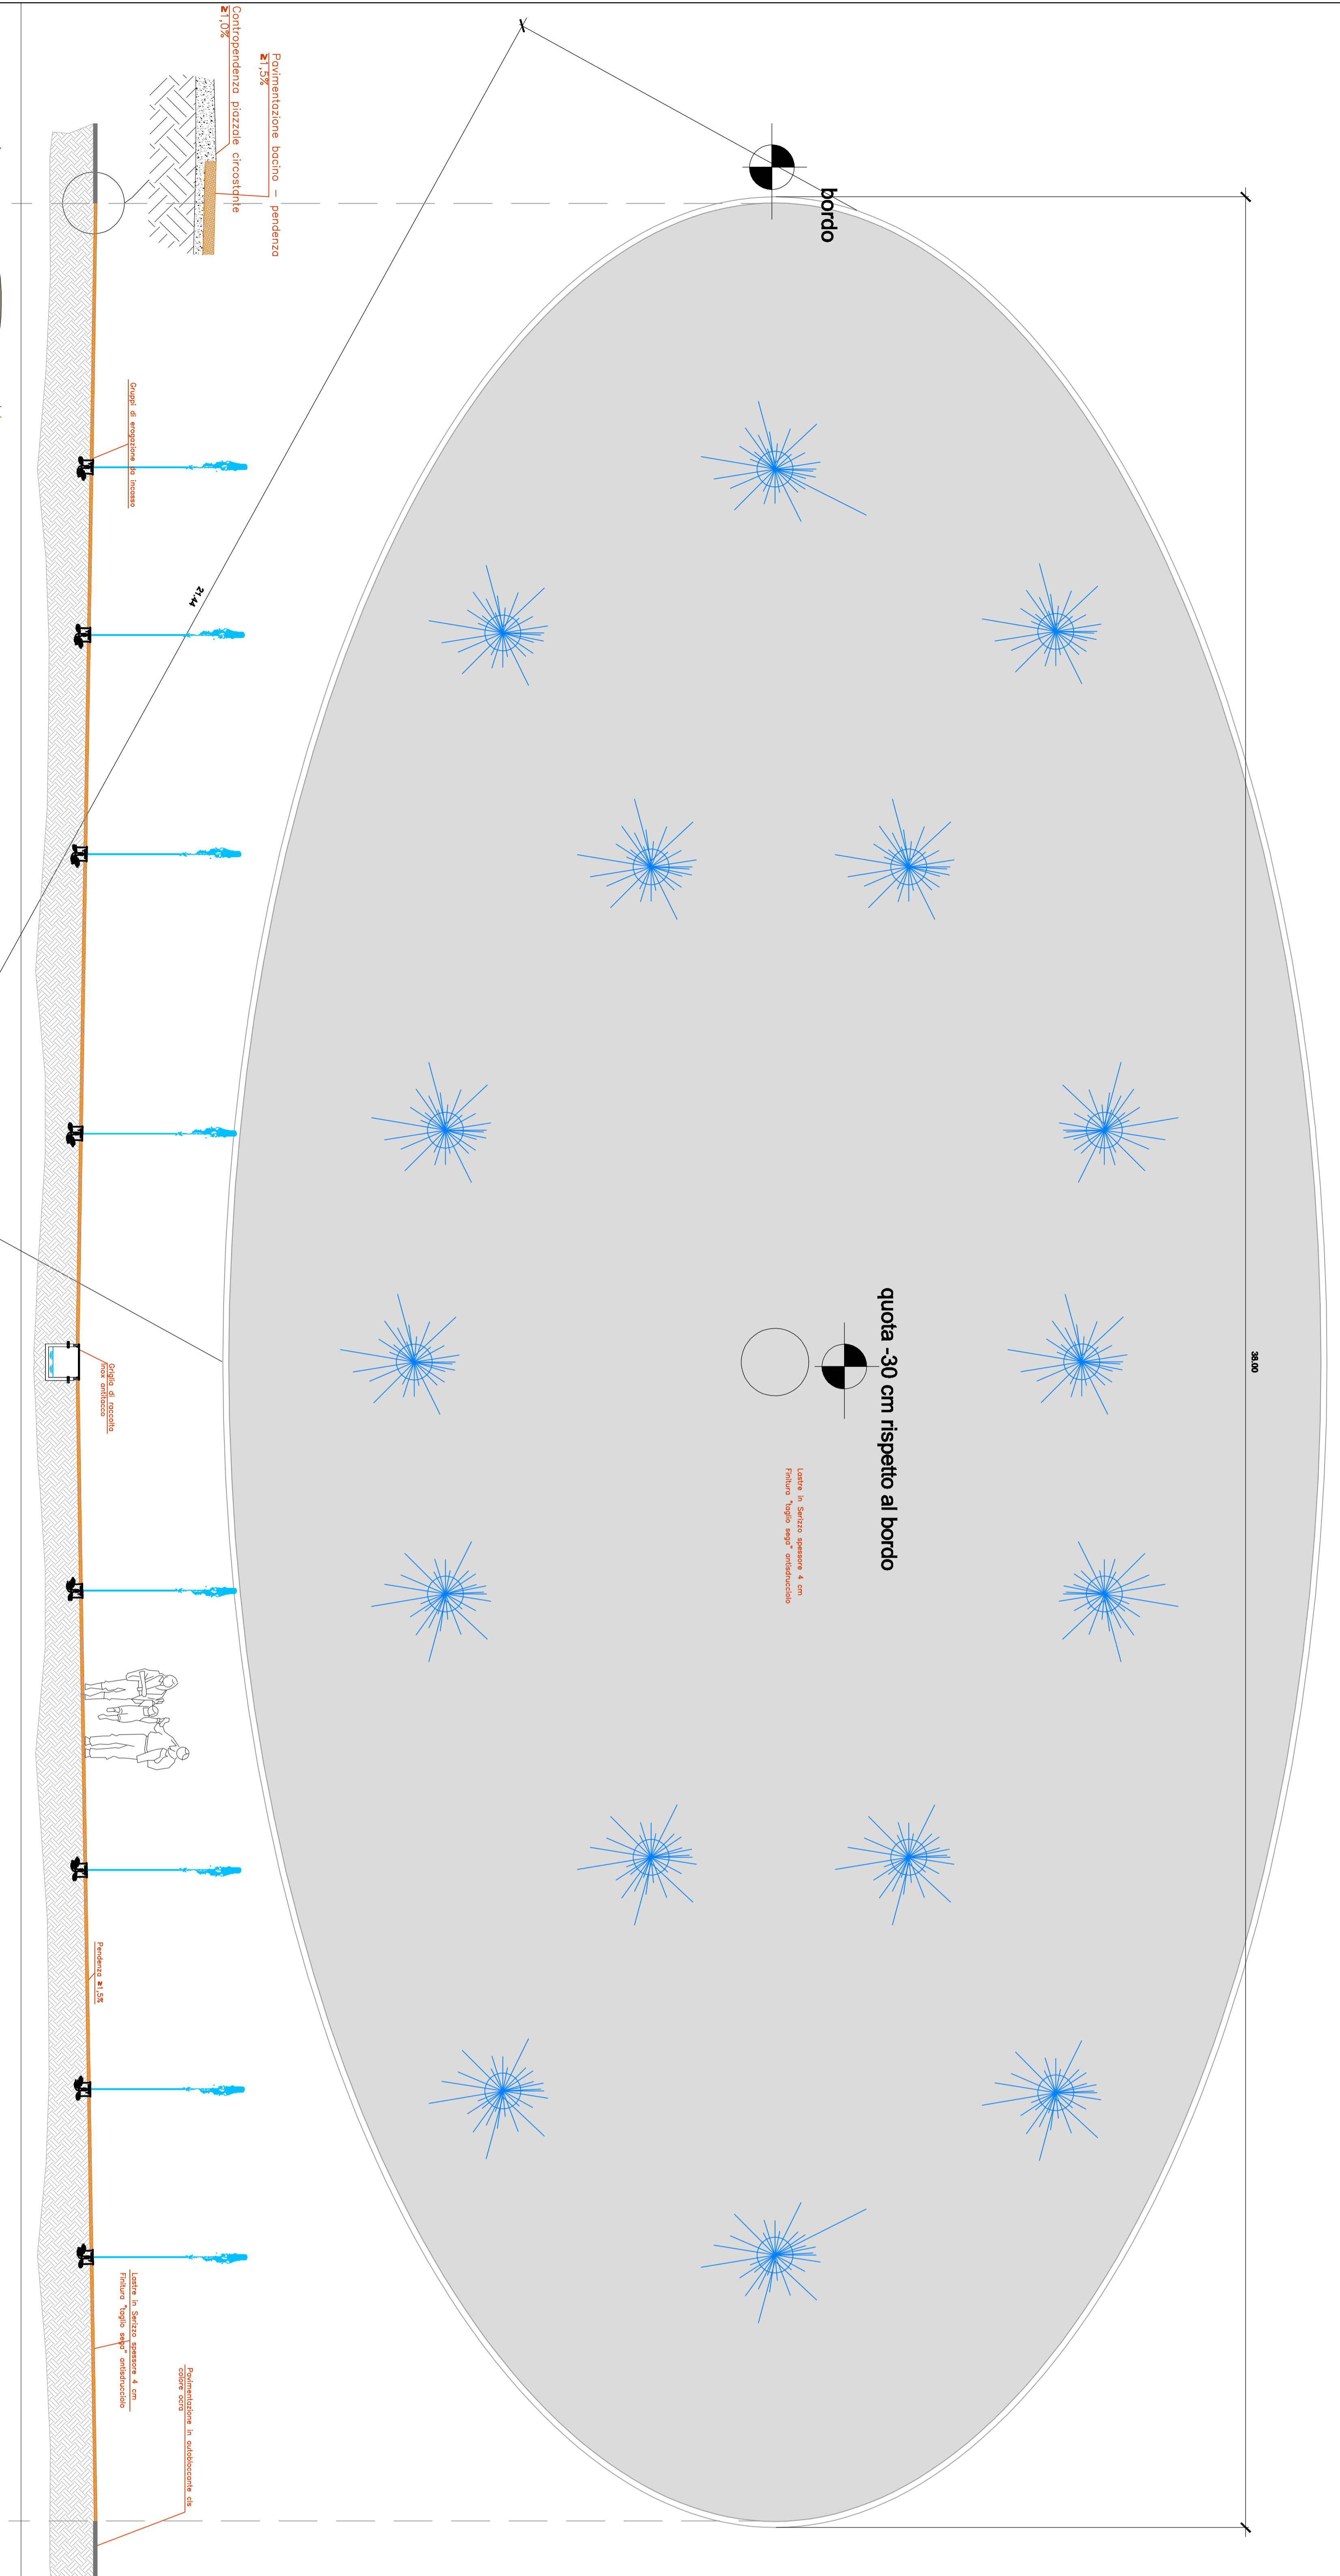 Contropendenza piazzale circostante
≥1,0%
Pavimentazione bacino – pendenza
≥1,5%
bordo
Gruppi di erogazione da incasso
21.44
38.00
quota -30 cm rispetto al bordo
Lastre in Serizzo spessore 4 cm
Finitura "taglio sega" antisdrucciolo
Griglia di raccolta
inox antitacco
Pendenza ≥1,5%
Lastre in Serizzo spessore 4 cm
Finitura "taglio sega" antisdrucciolo
Pavimentazione in autobloccante cls
colore ocra